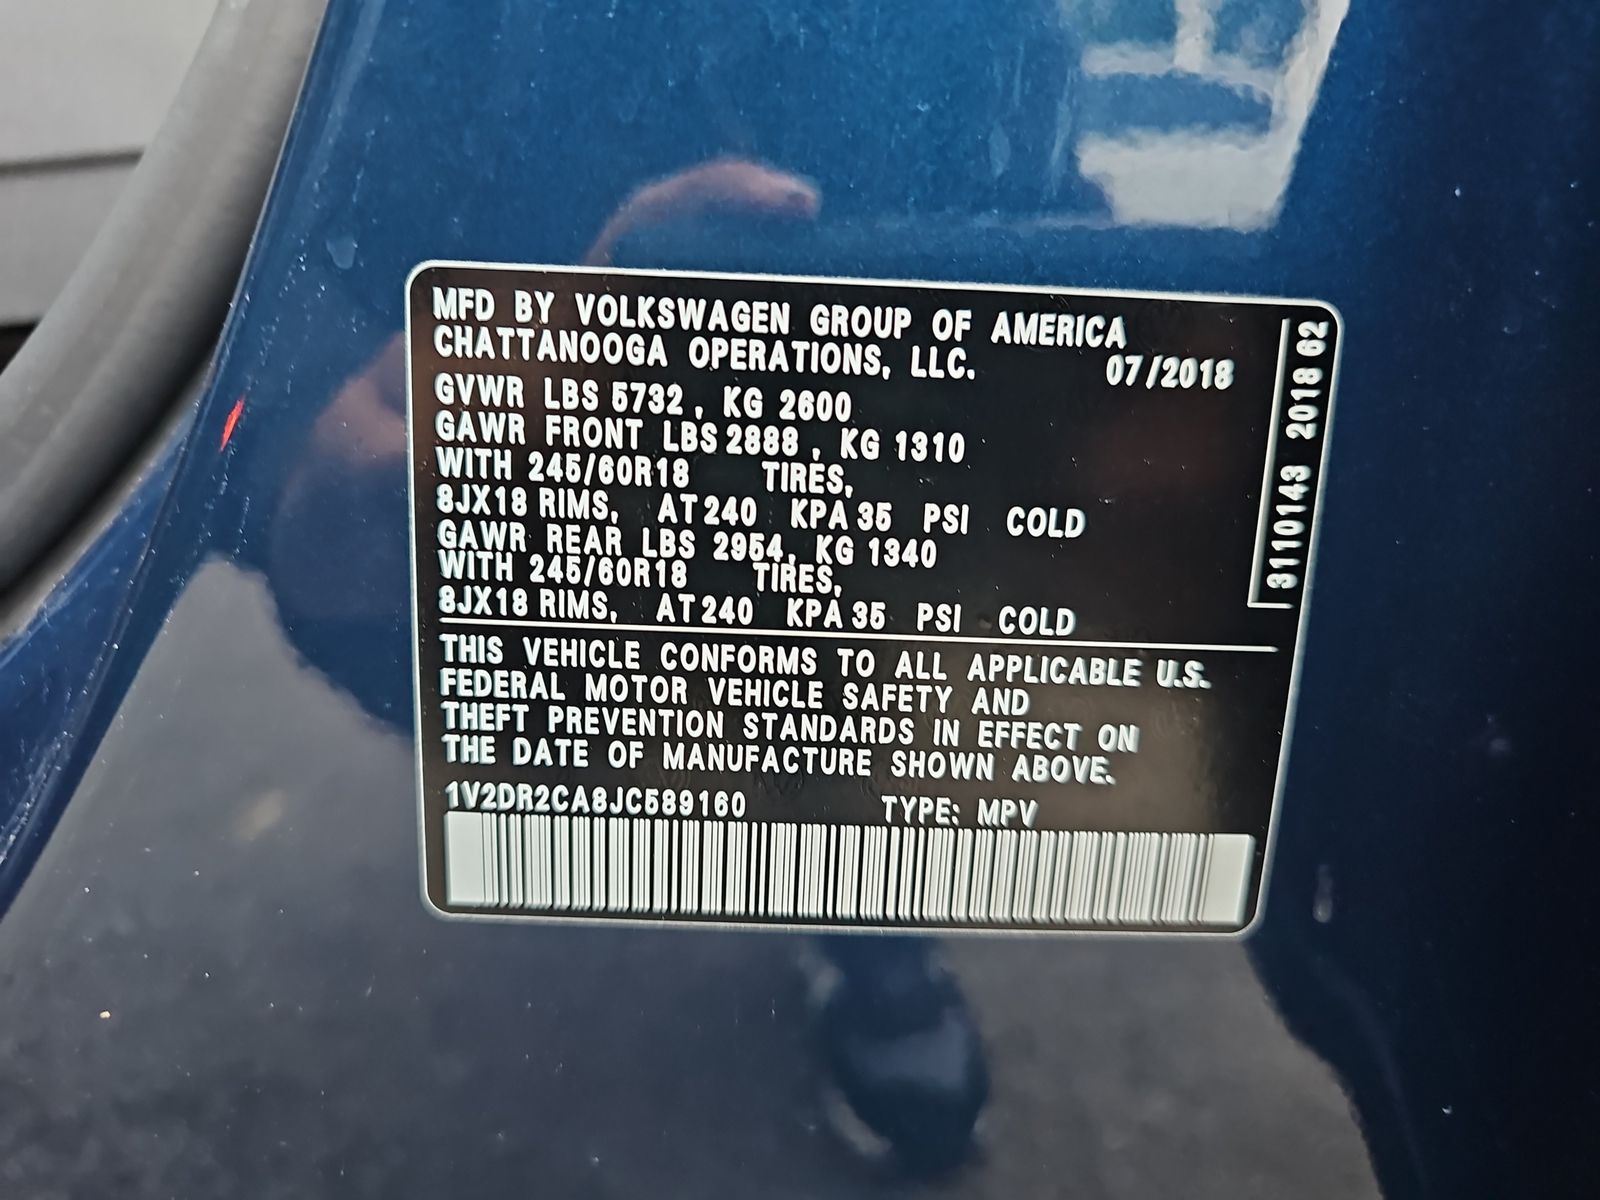 MFD BY VOLKSWAGEN GROUP OF AMERICA
CHATTANOOGA OPERATIONS, LLC. 07/2018
GVWR LBS 5732, KG 2600
GAWR FRONT LBS 2888, KG 1310
WITH 245/60R18 TIRES,
8JX18 RIMS, AT 240 KPA 35 PSI COLD
GAWR REAR LBS 2954, KG 1340
WITH 245/60R18 TIRES,
8JX18 RIMS, AT 240 KPA 35 PSI COLD
THIS VEHICLE CONFORMS TO ALL APPLICABLE U.S.
FEDERAL MOTOR VEHICLE SAFETY AND
THEFT PREVENTION STANDARDS IN EFFECT ON
THE DATE OF MANUFACTURE SHOWN ABOVE.
1V2DR2CA8JC589160 TYPE: MPV
3110143 2018 62